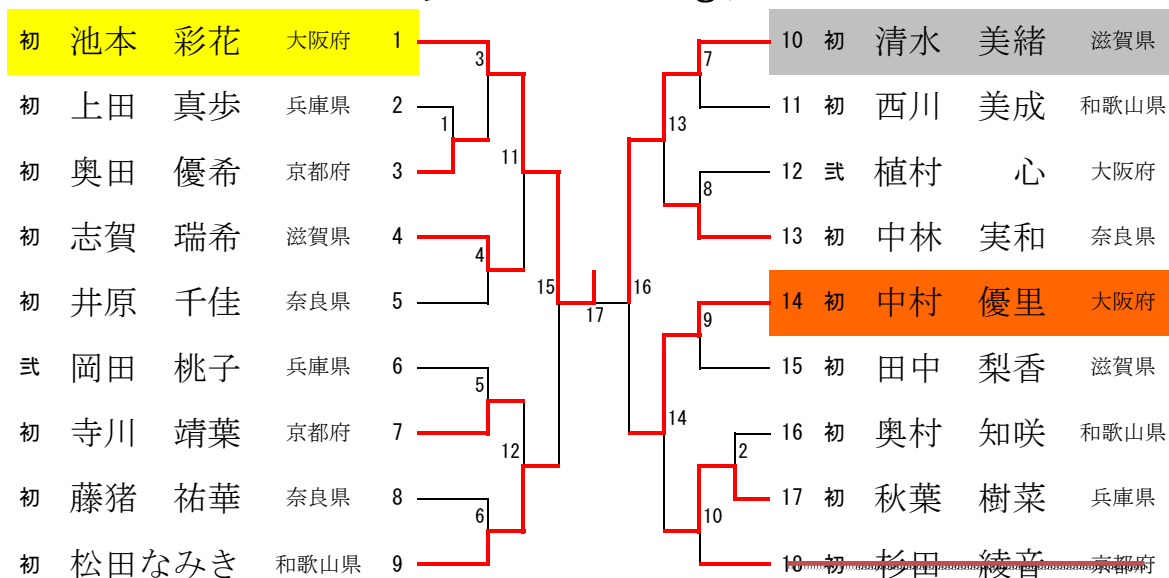 初 池本 彩花 大阪府 1
初 上田 真歩 兵庫県 2
初 奥田 優希 京都府 3
初 志賀 瑞希 滋賀県 4
初 井原 千佳 奈良県 5
弐 岡田 桃子 兵庫県 6
初 寺川 靖葉 京都府 7
初 藤猪 祐華 奈良県 8
初 松田なみき 和歌山県 9
3
1
11
4
15
5
12
6
17
16
7
13
8
9
14
2
10
10 初 清水 美緒 滋賀県
11 初 西川 美成 和歌山県
12 弐 植村 心 大阪府
13 初 中林 実和 奈良県
14 初 中村 優里 大阪府
15 初 田中 梨香 滋賀県
16 初 奥村 知咲 和歌山県
17 初 秋葉 樹菜 兵庫県
18 初 杉田 綾音 京都府